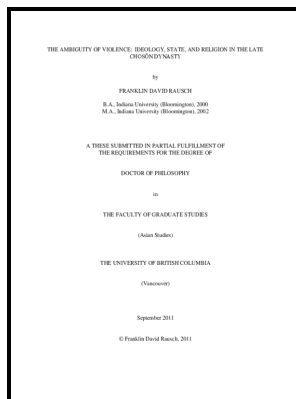 THE AMBIGUITY OF VIOLENCE: IDEOLOGY, STATE, AND RELIGION IN THE LATE
CHOSŎN DYNASTY
by
FRANKLIN DAVID RAUSCH
B.A., Indiana University (Bloomington), 2000
M.A., Indiana University (Bloomington), 2002
A THESE SUBMITTED IN PARTIAL FULFILLMENT OF
THE REQUIREMENTS FOR THE DEGREE OF
DOCTOR OF PHILOSOPHY
in
THE FACULTY OF GRADUATE STUDIES
(Asian Studies)
THE UNIVERSITY OF BRITISH COLUMBIA
(Vancouver)
September 2011
© Franklin David Rausch, 2011